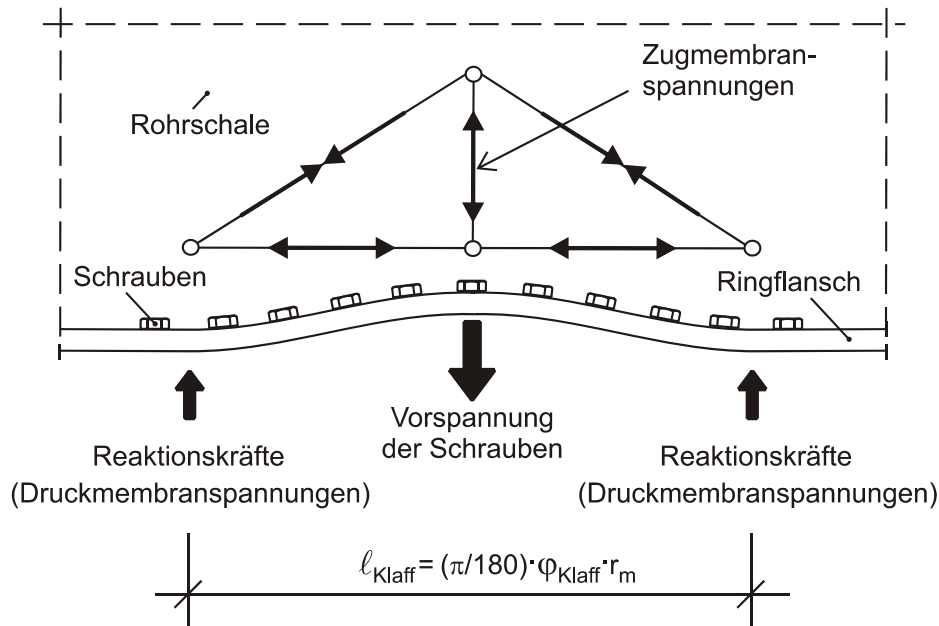 Zugmembran-
spannungen
Rohrschale
Schrauben
Ringflansch
Vorspannung
der Schrauben
Reaktionskräfte
(Druckmembranspannungen)
Reaktionskräfte
(Druckmembranspannungen)
ℓKlaff = (π/180)·φKlaff·rm